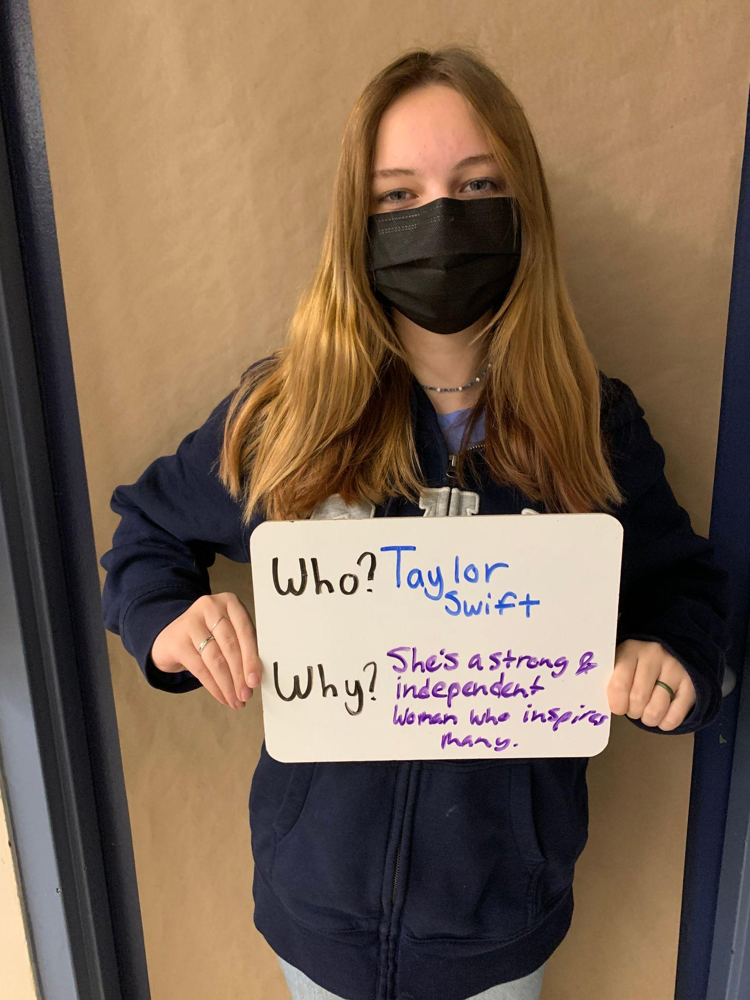 Who? Taylor
Swift
Why? She's a strong &
independent
Woman who inspires
many.